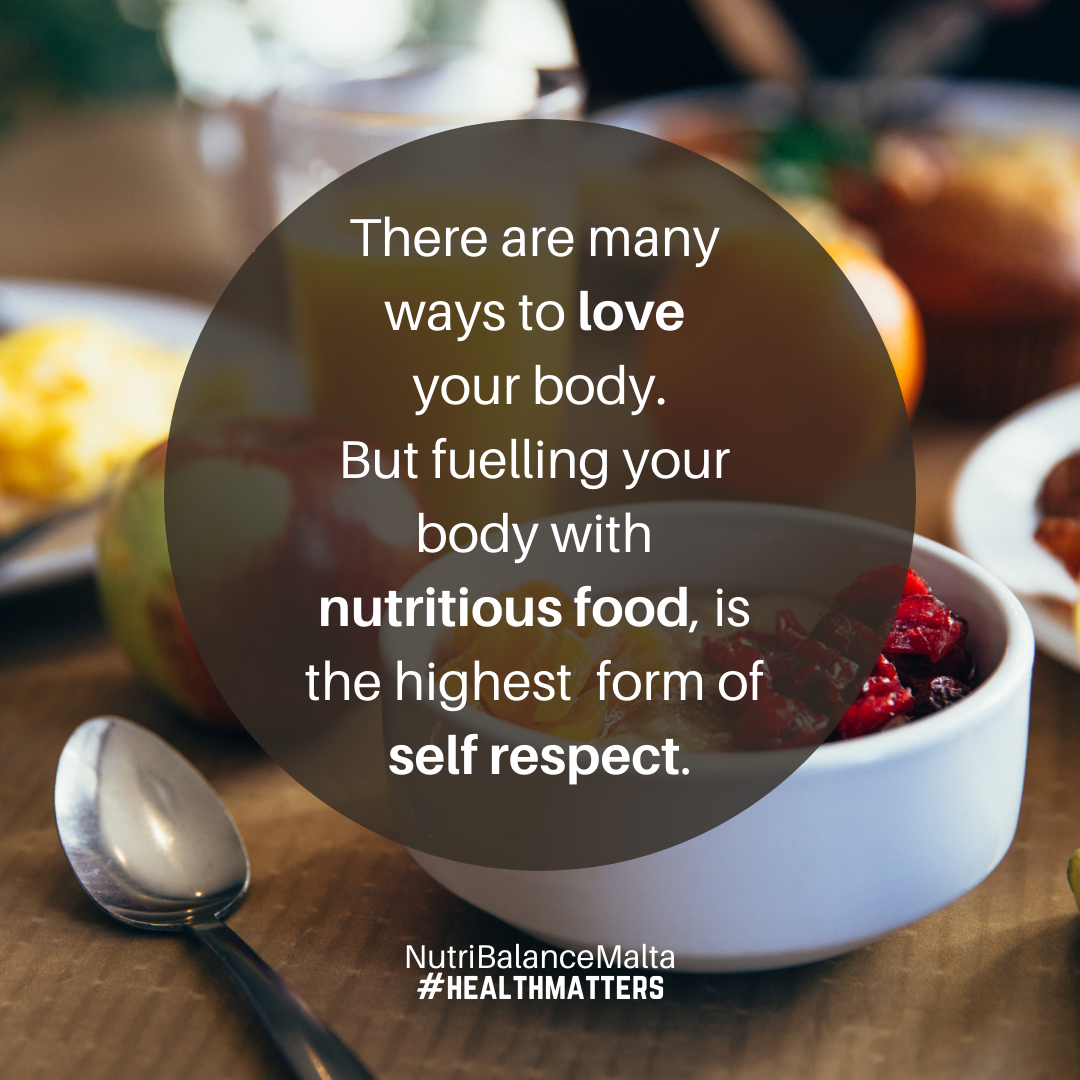 There are many
ways to love
your body.
But fuelling your
body with
nutritious food, is
the highest  form of
self respect.
NutriBalanceMalta
#HEALTHMATTERS